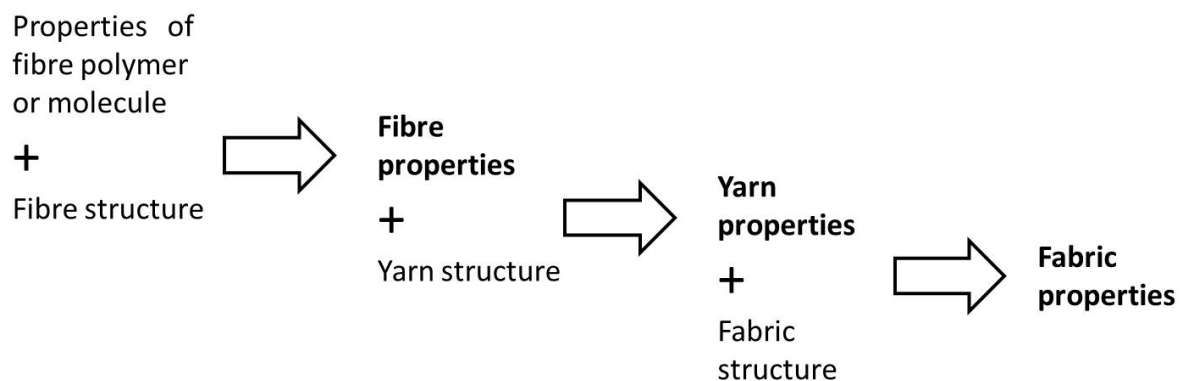 Properties of
fibre polymer
or molecule
+
Fibre structure
Fibre
properties
+
Yarn structure
Yarn
properties
+
Fabric
structure
Fabric
properties